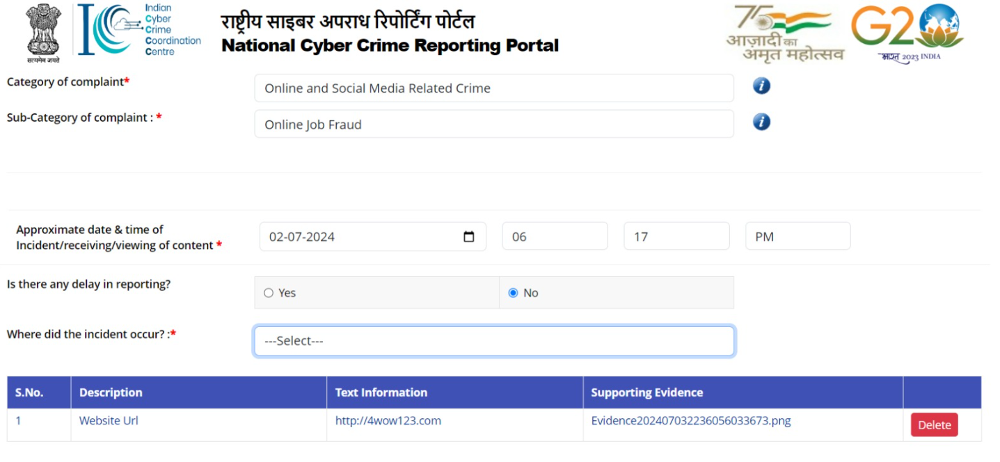 सत्यमेव जयते
Indian
Cyber
Crime
Coordination
Centre
राष्ट्रीय साइबर अपराध रिपोर्टिंग पोर्टल
National Cyber Crime Reporting Portal
75
आज़ादी का
अमृत महोत्सव
G20
भारत 2023 INDIA
Category of complaint*
Online and Social Media Related Crime
Sub-Category of complaint : *
Online Job Fraud
Approximate date & time of
Incident/receiving/viewing of content *
02-07-2024 06 17 PM
Is there any delay in reporting?
Yes No
Where did the incident occur? :*
---Select---
S.No. Description Text Information Supporting Evidence
1 Website Url http://4wow123.com Evidence202407032236056033673.png Delete